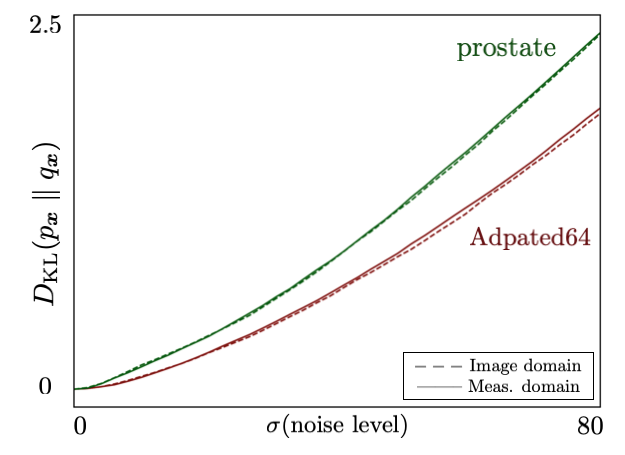 2.5
prostate
D_KL(p_x ∥ q_x)
Adpated64
Image domain
Meas. domain
0
0
σ(noise level)
80